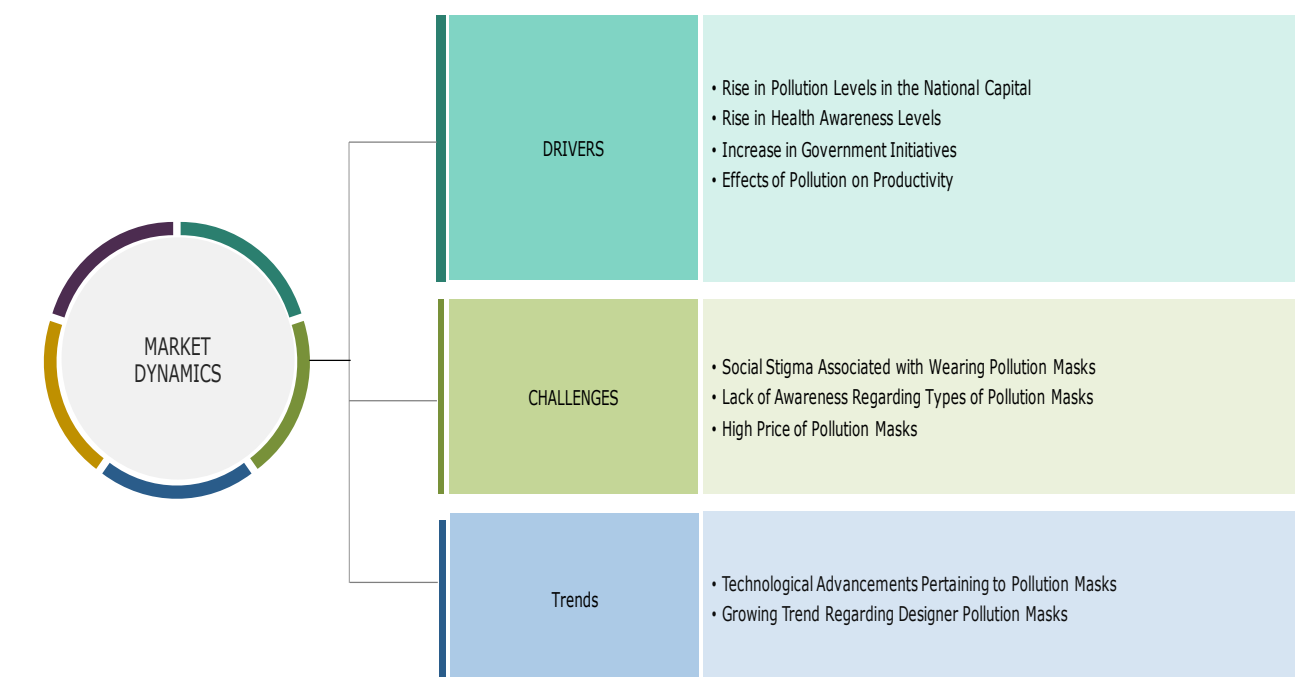 MARKET
DYNAMICS
DRIVERS
• Rise in Pollution Levels in the National Capital
• Rise in Health Awareness Levels
• Increase in Government Initiatives
• Effects of Pollution on Productivity
CHALLENGES
• Social Stigma Associated with Wearing Pollution Masks
• Lack of Awareness Regarding Types of Pollution Masks
• High Price of Pollution Masks
Trends
• Technological Advancements Pertaining to Pollution Masks
• Growing Trend Regarding Designer Pollution Masks